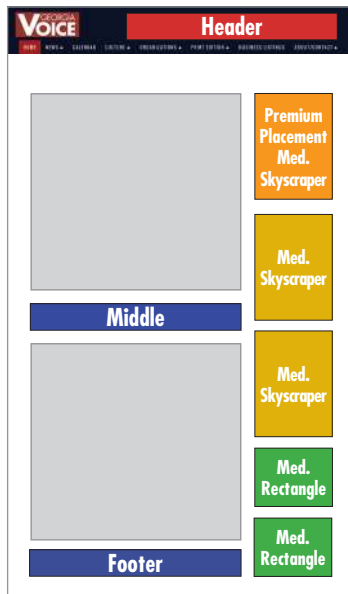 GEORGIA
VOICE
Header
HOME NEWS CALENDAR CULTURE ORGANIZATIONS PRINT EDITION BUSINESS LISTINGS ABOUT/CONTACT
Premium
Placement
Med.
Skyscraper
Med.
Skyscraper
Middle
Med.
Skyscraper
Med.
Rectangle
Med.
Rectangle
Footer